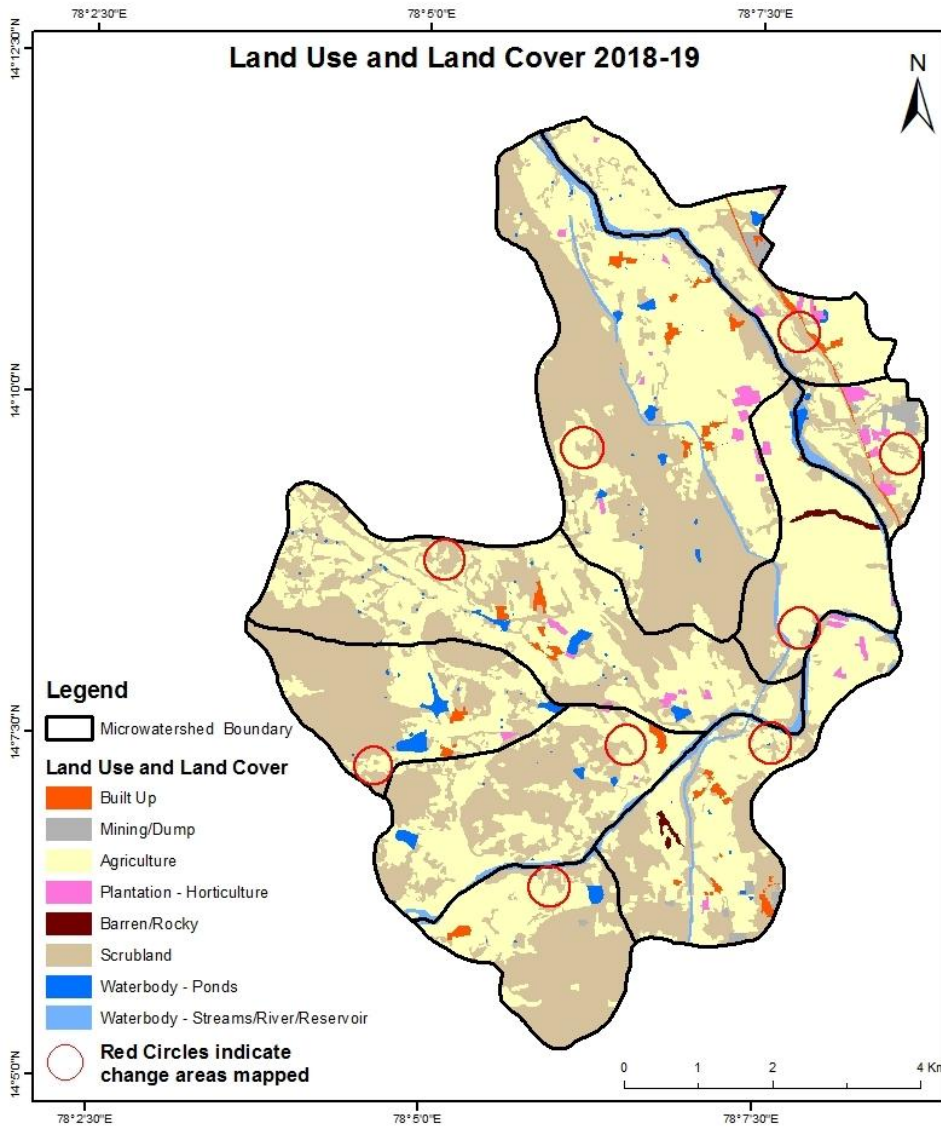 78°2'30"E 78°5'0"E 78°7'30"E
14°12'30"N
Land Use and Land Cover 2018-19
N
14°10'0"N
14°7'30"N
14°5'0"N
Legend
Microwatershed Boundary
Land Use and Land Cover
Built Up
Mining/Dump
Agriculture
Plantation - Horticulture
Barren/Rocky
Scrubland
Waterbody - Ponds
Waterbody - Streams/River/Reservoir
Red Circles indicate
change areas mapped
0 1 2 4 Km
78°2'30"E 78°5'0"E 78°7'30"E